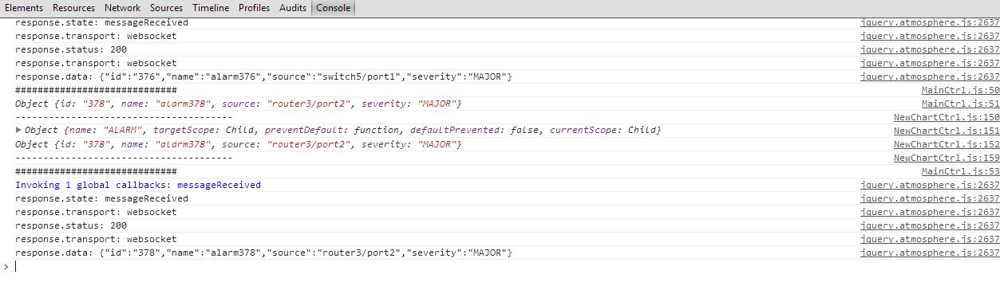 Elements Resources Network Sources Timeline Profiles Audits Console
response.state: messageReceived jquery.atmosphere.js:2637
response.transport: websocket jquery.atmosphere.js:2637
response.status: 200 jquery.atmosphere.js:2637
response.transport: websocket jquery.atmosphere.js:2637
response.data: {"id":"376","name":"alarm376","source":"switch5/port1","severity":"MAJOR"} jquery.atmosphere.js:2637
############################# MainCtrl.js:50
Object {id: "378", name: "alarm378", source: "router3/port2", severity: "MAJOR"} MainCtrl.js:51
--------------------------------------- NewChartCtrl.js:150
▶ Object {name: "ALARM", targetScope: Child, preventDefault: function, defaultPrevented: false, currentScope: Child} NewChartCtrl.js:151
Object {id: "378", name: "alarm378", source: "router3/port2", severity: "MAJOR"} NewChartCtrl.js:152
--------------------------------------- NewChartCtrl.js:159
############################# MainCtrl.js:53
Invoking 1 global callbacks: messageReceived jquery.atmosphere.js:2637
response.state: messageReceived jquery.atmosphere.js:2637
response.transport: websocket jquery.atmosphere.js:2637
response.status: 200 jquery.atmosphere.js:2637
response.transport: websocket jquery.atmosphere.js:2637
response.data: {"id":"378","name":"alarm378","source":"router3/port2","severity":"MAJOR"} jquery.atmosphere.js:2637
>